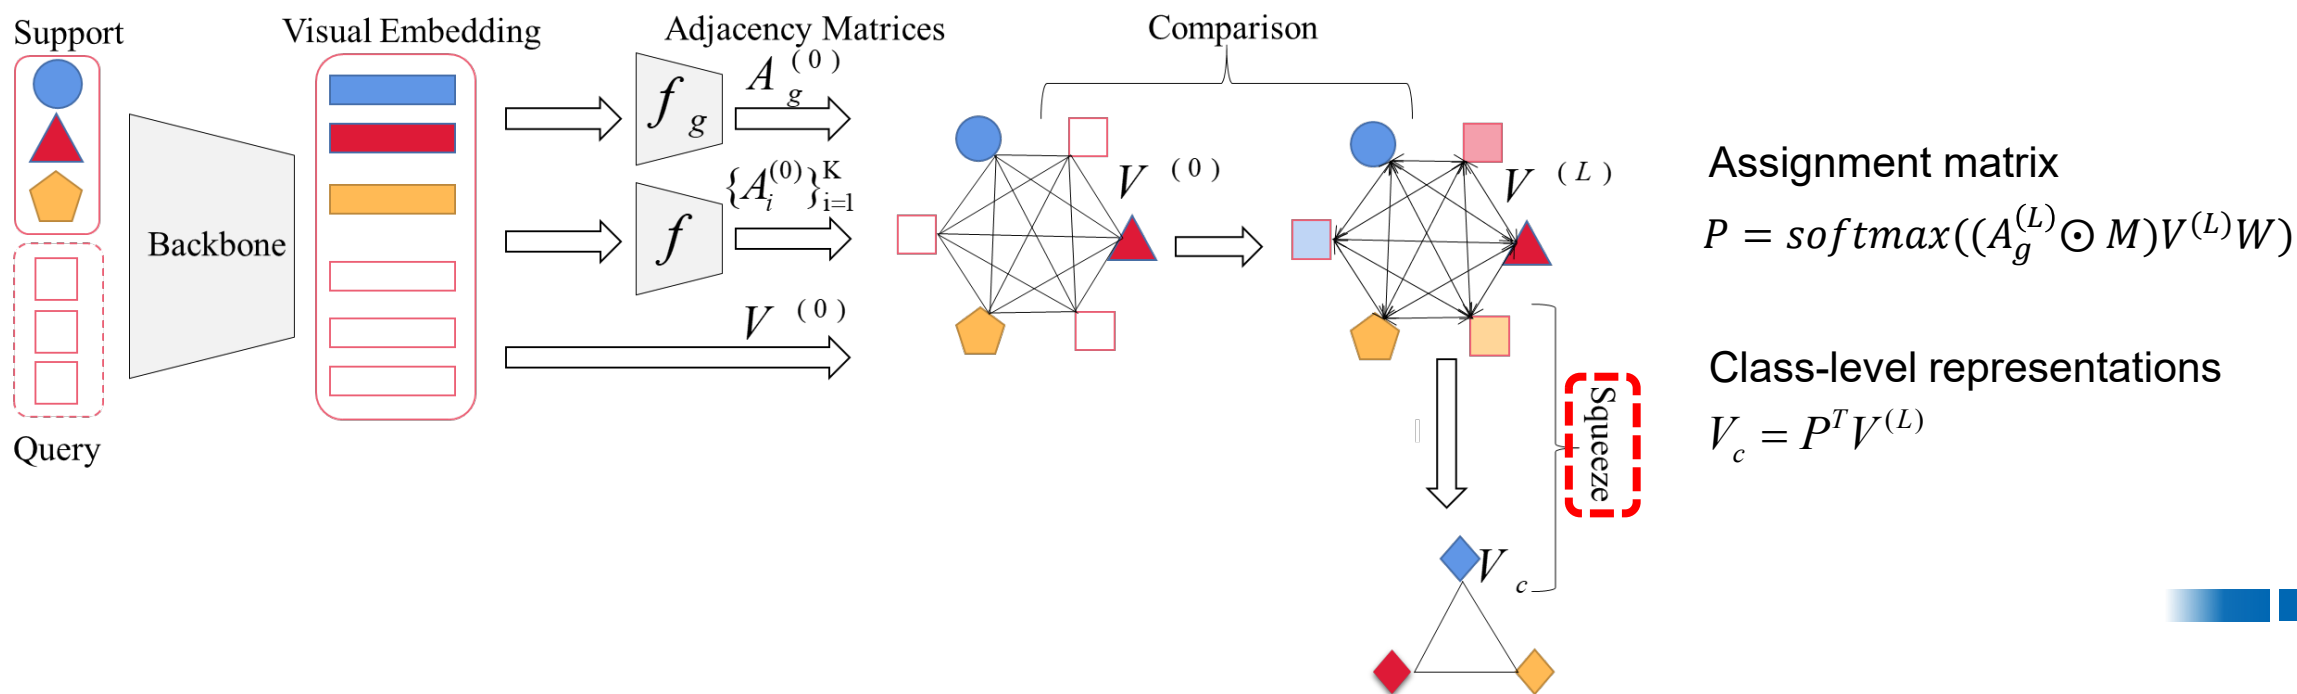 Support
Visual Embedding
Adjacency Matrices
Comparison
A_g^{(0)}
f_g
{A_i^{(0)}}_{i=1}^K
f
V^{(0)}
Backbone
V^{(0)}
V^{(L)}
Query
Squeeze
V_c
Assignment matrix
P = softmax((A_g^{(L)} ⊙ M)V^{(L)}W)
Class-level representations
V_c = P^T V^{(L)}